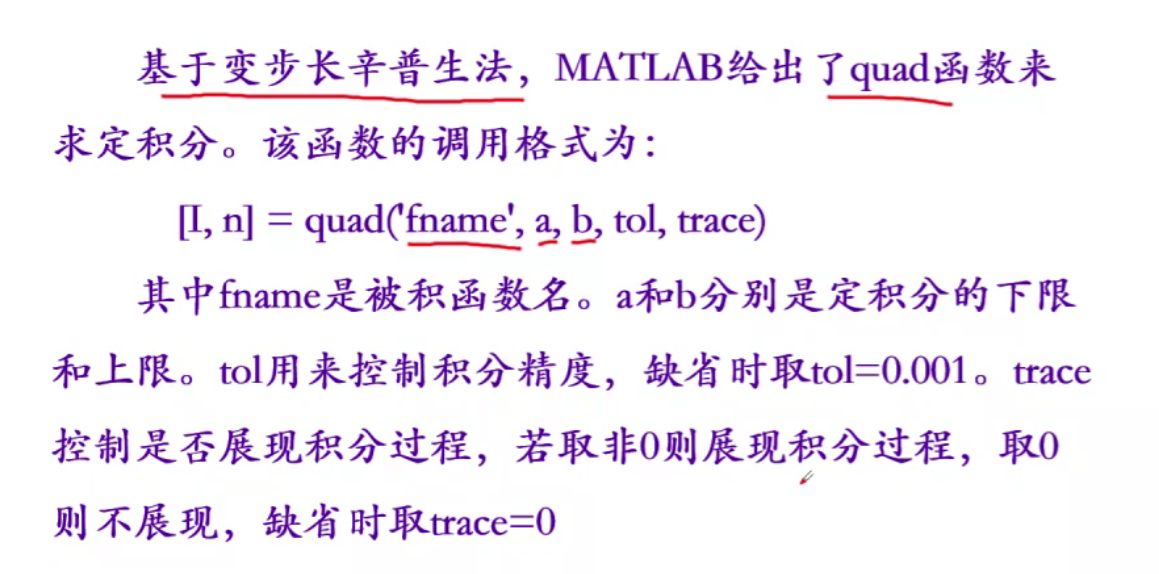 基于变步长辛普生法，MATLAB给出了quad函数来
求定积分。该函数的调用格式为：
[I, n] = quad('fname', a, b, tol, trace)
其中fname是被积函数名。a和b分别是定积分的下限
和上限。tol用来控制积分精度，缺省时取tol=0.001。trace
控制是否展现积分过程，若取非0则展现积分过程，取0
则不展现，缺省时取trace=0